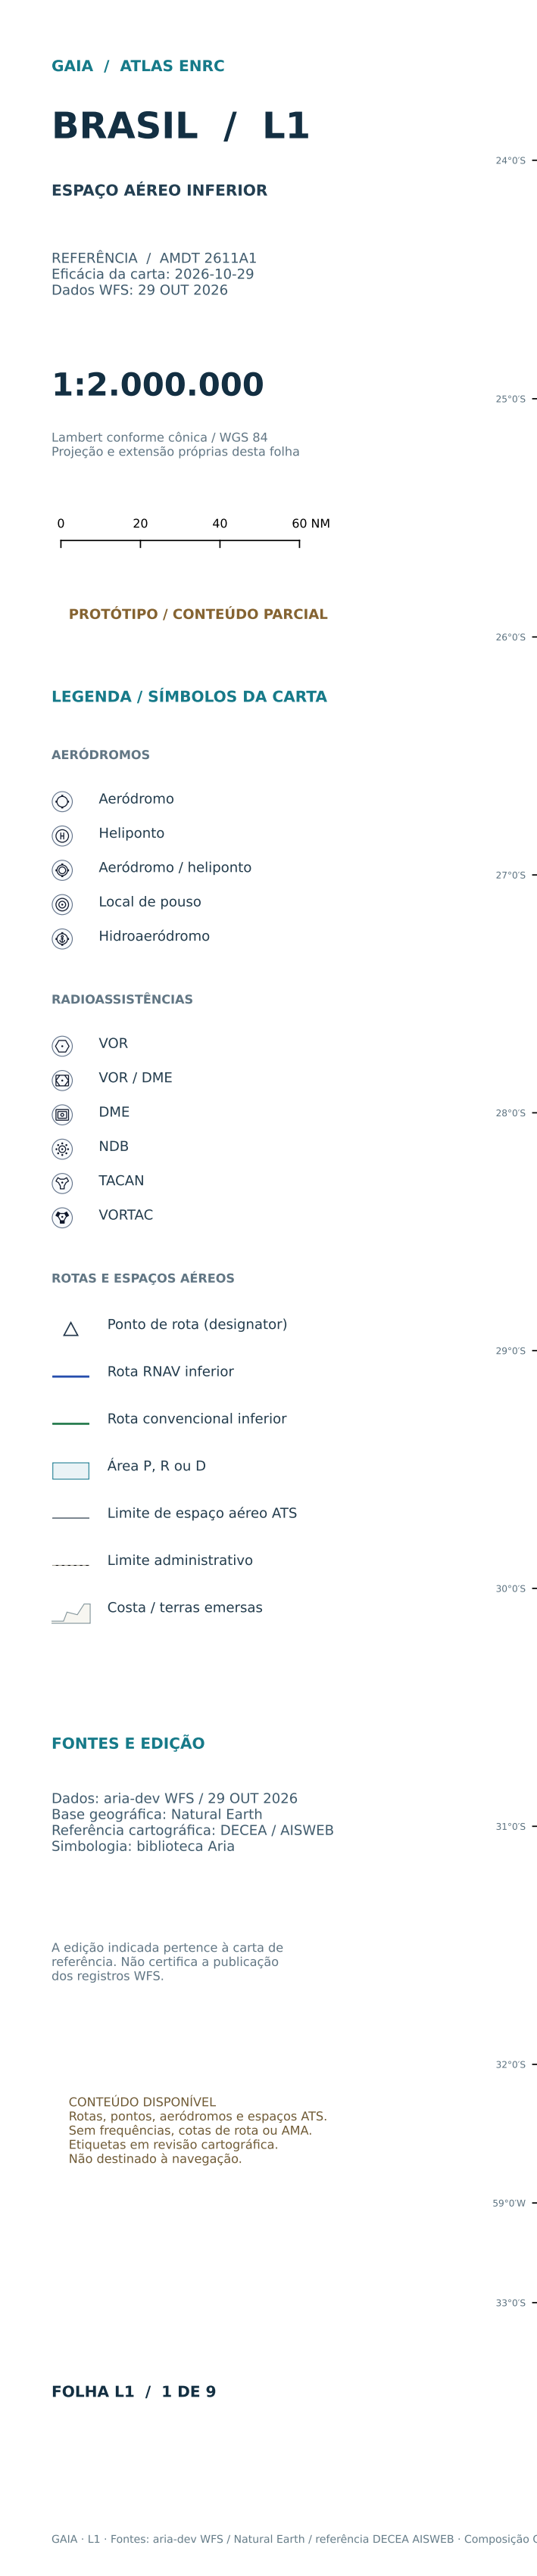 GAIA / ATLAS ENRC
BRASIL / L1
24°0'S
ESPAÇO AÉREO INFERIOR
REFERÊNCIA / AMDT 2611A1
Eficácia da carta: 2026-10-29
Dados WFS: 29 OUT 2026
1:2.000.000
25°0'S
Lambert conforme cônica / WGS 84
Projeção e extensão próprias desta folha
0 20 40 60 NM
PROTÓTIPO / CONTEÚDO PARCIAL
26°0'S
LEGENDA / SÍMBOLOS DA CARTA
AERÓDROMOS
Aeródromo
H Heliponto
Aeródromo / heliponto
27°0'S
Local de pouso
Hidroaeródromo
RADIOASSISTÊNCIAS
VOR
VOR / DME
DME
28°0'S
NDB
TACAN
VORTAC
ROTAS E ESPAÇOS AÉREOS
Ponto de rota (designator)
29°0'S
Rota RNAV inferior
Rota convencional inferior
Área P, R ou D
Limite de espaço aéreo ATS
Limite administrativo
30°0'S
Costa / terras emersas
FONTES E EDIÇÃO
Dados: aria-dev WFS / 29 OUT 2026
Base geográfica: Natural Earth
31°0'S
Referência cartográfica: DECEA / AISWEB
Simbologia: biblioteca Aria
A edição indicada pertence à carta de
referência. Não certifica a publicação
dos registros WFS.
32°0'S
CONTEÚDO DISPONÍVEL
Rotas, pontos, aeródromos e espaços ATS.
Sem frequências, cotas de rota ou AMA.
Etiquetas em revisão cartográfica.
Não destinado à navegação.
59°0'W
33°0'S
FOLHA L1 / 1 DE 9
GAIA · L1 · Fontes: aria-dev WFS / Natural Earth / referência DECEA AISWEB · Composição